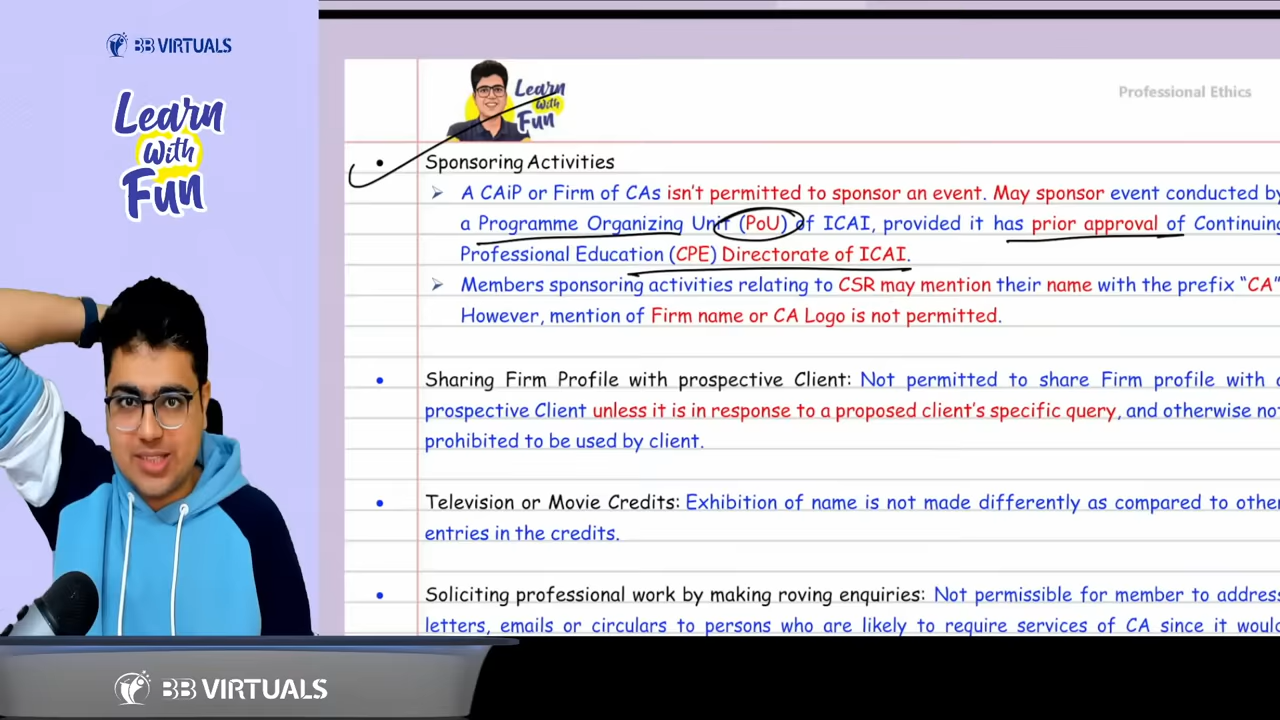 BB VIRTUALS
Learn
With
Fun
Learn
With
Fun
Professional Ethics
• Sponsoring Activities
➢ A CAiP or Firm of CAs isn't permitted to sponsor an event. May sponsor event conducted by
a Programme Organizing Unit (PoU) of ICAI, provided it has prior approval of Continuing
Professional Education (CPE) Directorate of ICAI.
➢ Members sponsoring activities relating to CSR may mention their name with the prefix “CA”
However, mention of Firm name or CA Logo is not permitted.
• Sharing Firm Profile with prospective Client: Not permitted to share Firm profile with
prospective Client unless it is in response to a proposed client's specific query, and otherwise not
prohibited to be used by client.
• Television or Movie Credits: Exhibition of name is not made differently as compared to other
entries in the credits.
• Soliciting professional work by making roving enquiries: Not permissible for member to address
letters, emails or circulars to persons who are likely to require services of CA since it would
BB VIRTUALS